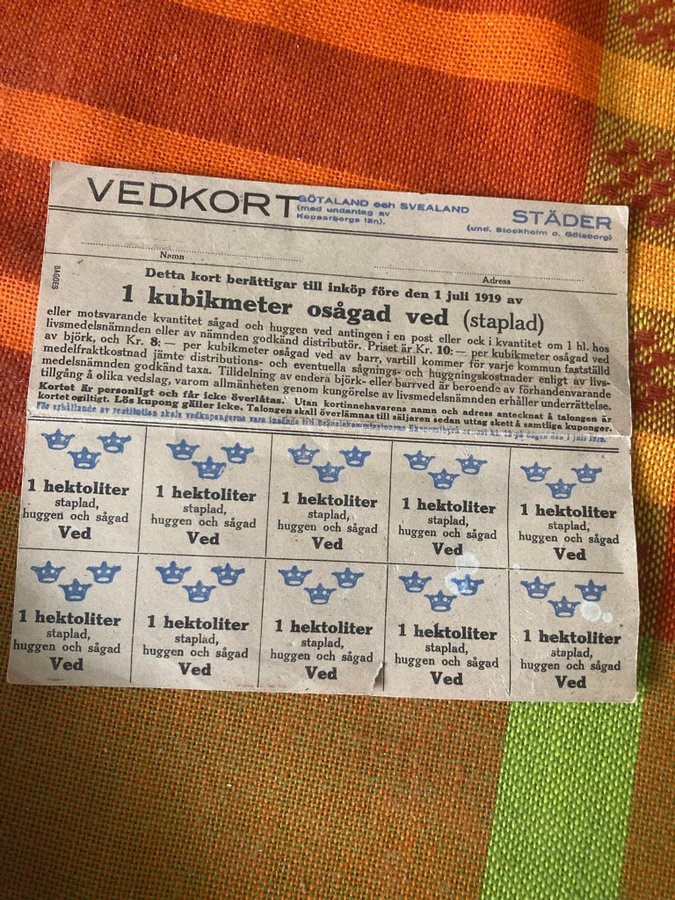 VEDKORT
GÖTALAND och SVEALAND
(med undantag av
Kopparbergs län).
STÄDER
(und. Stockholm o. Göteborg)
Namn
Adress
BAGGES
Detta kort berättigar till inköp före den 1 juli 1919 av
1 kubikmeter osågad ved (staplad)
eller motsvarande kvantitet sågad och huggen ved antingen i en post eller ock i kvantitet om 1 hl. hos
livsmedelsnämnden eller av nämnden godkänd distributör. Priset är Kr. 10:— per kubikmeter osågad ved
av björk, och Kr. 8:— per kubikmeter osågad ved av barr, vartill kommer för varje kommun fastställd
medelfraktkostnad jämte distributions- och eventuella sågnings- och huggningskostnader enligt av livs-
medelsnämnden godkänd taxa. Tilldelning av endera björk- eller barrved är beroende av förhandenvarande
tillgång å olika vedslag, varom allmänheten genom kungörelse av livsmedelsnämnden erhåller underrättelse.
Kortet är personligt och får icke överlåtas. Utan kortinnehavarens namn och adress antecknat å talongen är
kortet ogiltigt. Lös kupong gäller icke. Talongen skall överlämnas till säljaren sedan uttag skett å samtliga kuponger.
För erhållande av restitution skola vedkupongerna vara insända till Bränslekommissionens
1 hektoliter
staplad,
huggen och sågad
Ved
1 hektoliter
staplad,
huggen och sågad
Ved
1 hektoliter
staplad,
huggen och sågad
Ved
1 hektoliter
staplad,
huggen och sågad
Ved
1 hektoliter
staplad,
huggen och sågad
Ved
1 hektoliter
staplad,
huggen och sågad
Ved
1 hektoliter
staplad,
huggen och sågad
Ved
1 hektoliter
staplad,
huggen och sågad
Ved
1 hektoliter
staplad,
huggen och sågad
Ved
1 hektoliter
staplad,
huggen och sågad
Ved